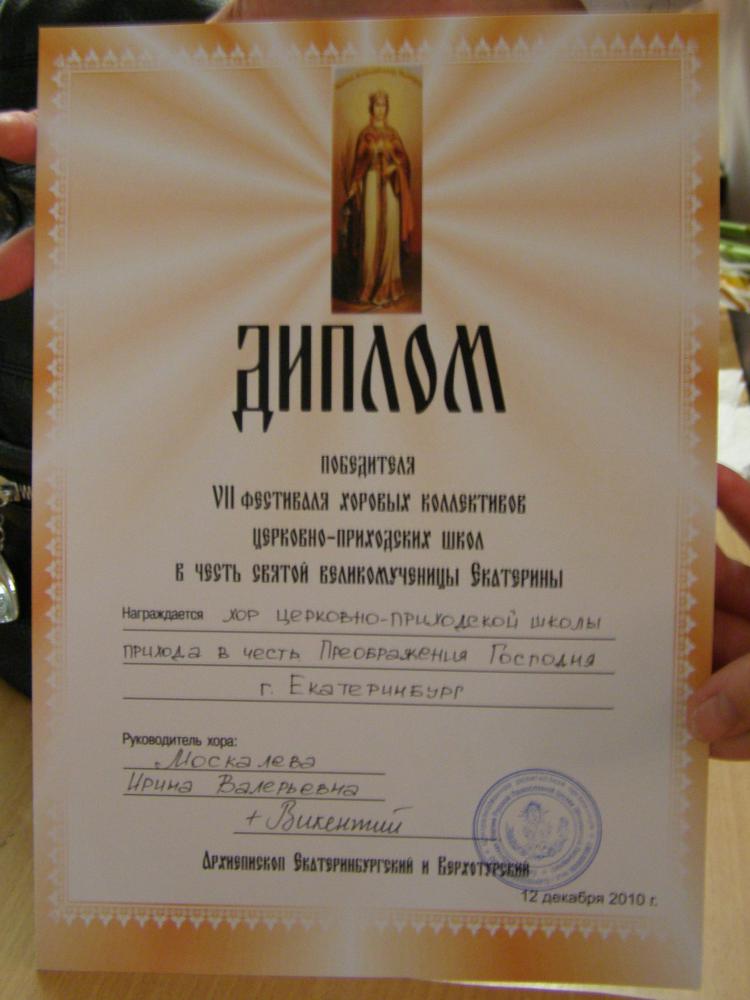 ДИПЛОМ
ПОБЕДИТЕЛЯ
VII ФЕСТИВАЛЯ ХОРОВЫХ КОЛЛЕКТИВОВ
ЦЕРКОВНО-ПРИХОДСКИХ ШКОЛ
В ЧЕСТЬ СВЯТОЙ ВЕЛИКОМУЧЕНИЦЫ ЕКАТЕРИНЫ
Награждается хор церковно-приходской школы
прихода в честь Преображения Господня
г. Екатеринбург
Руководитель хора:
Москалева
Ирина Валерьевна
+ Викентий
Архиепископ Екатеринбургский и Верхотурский
12 декабря 2010 г.